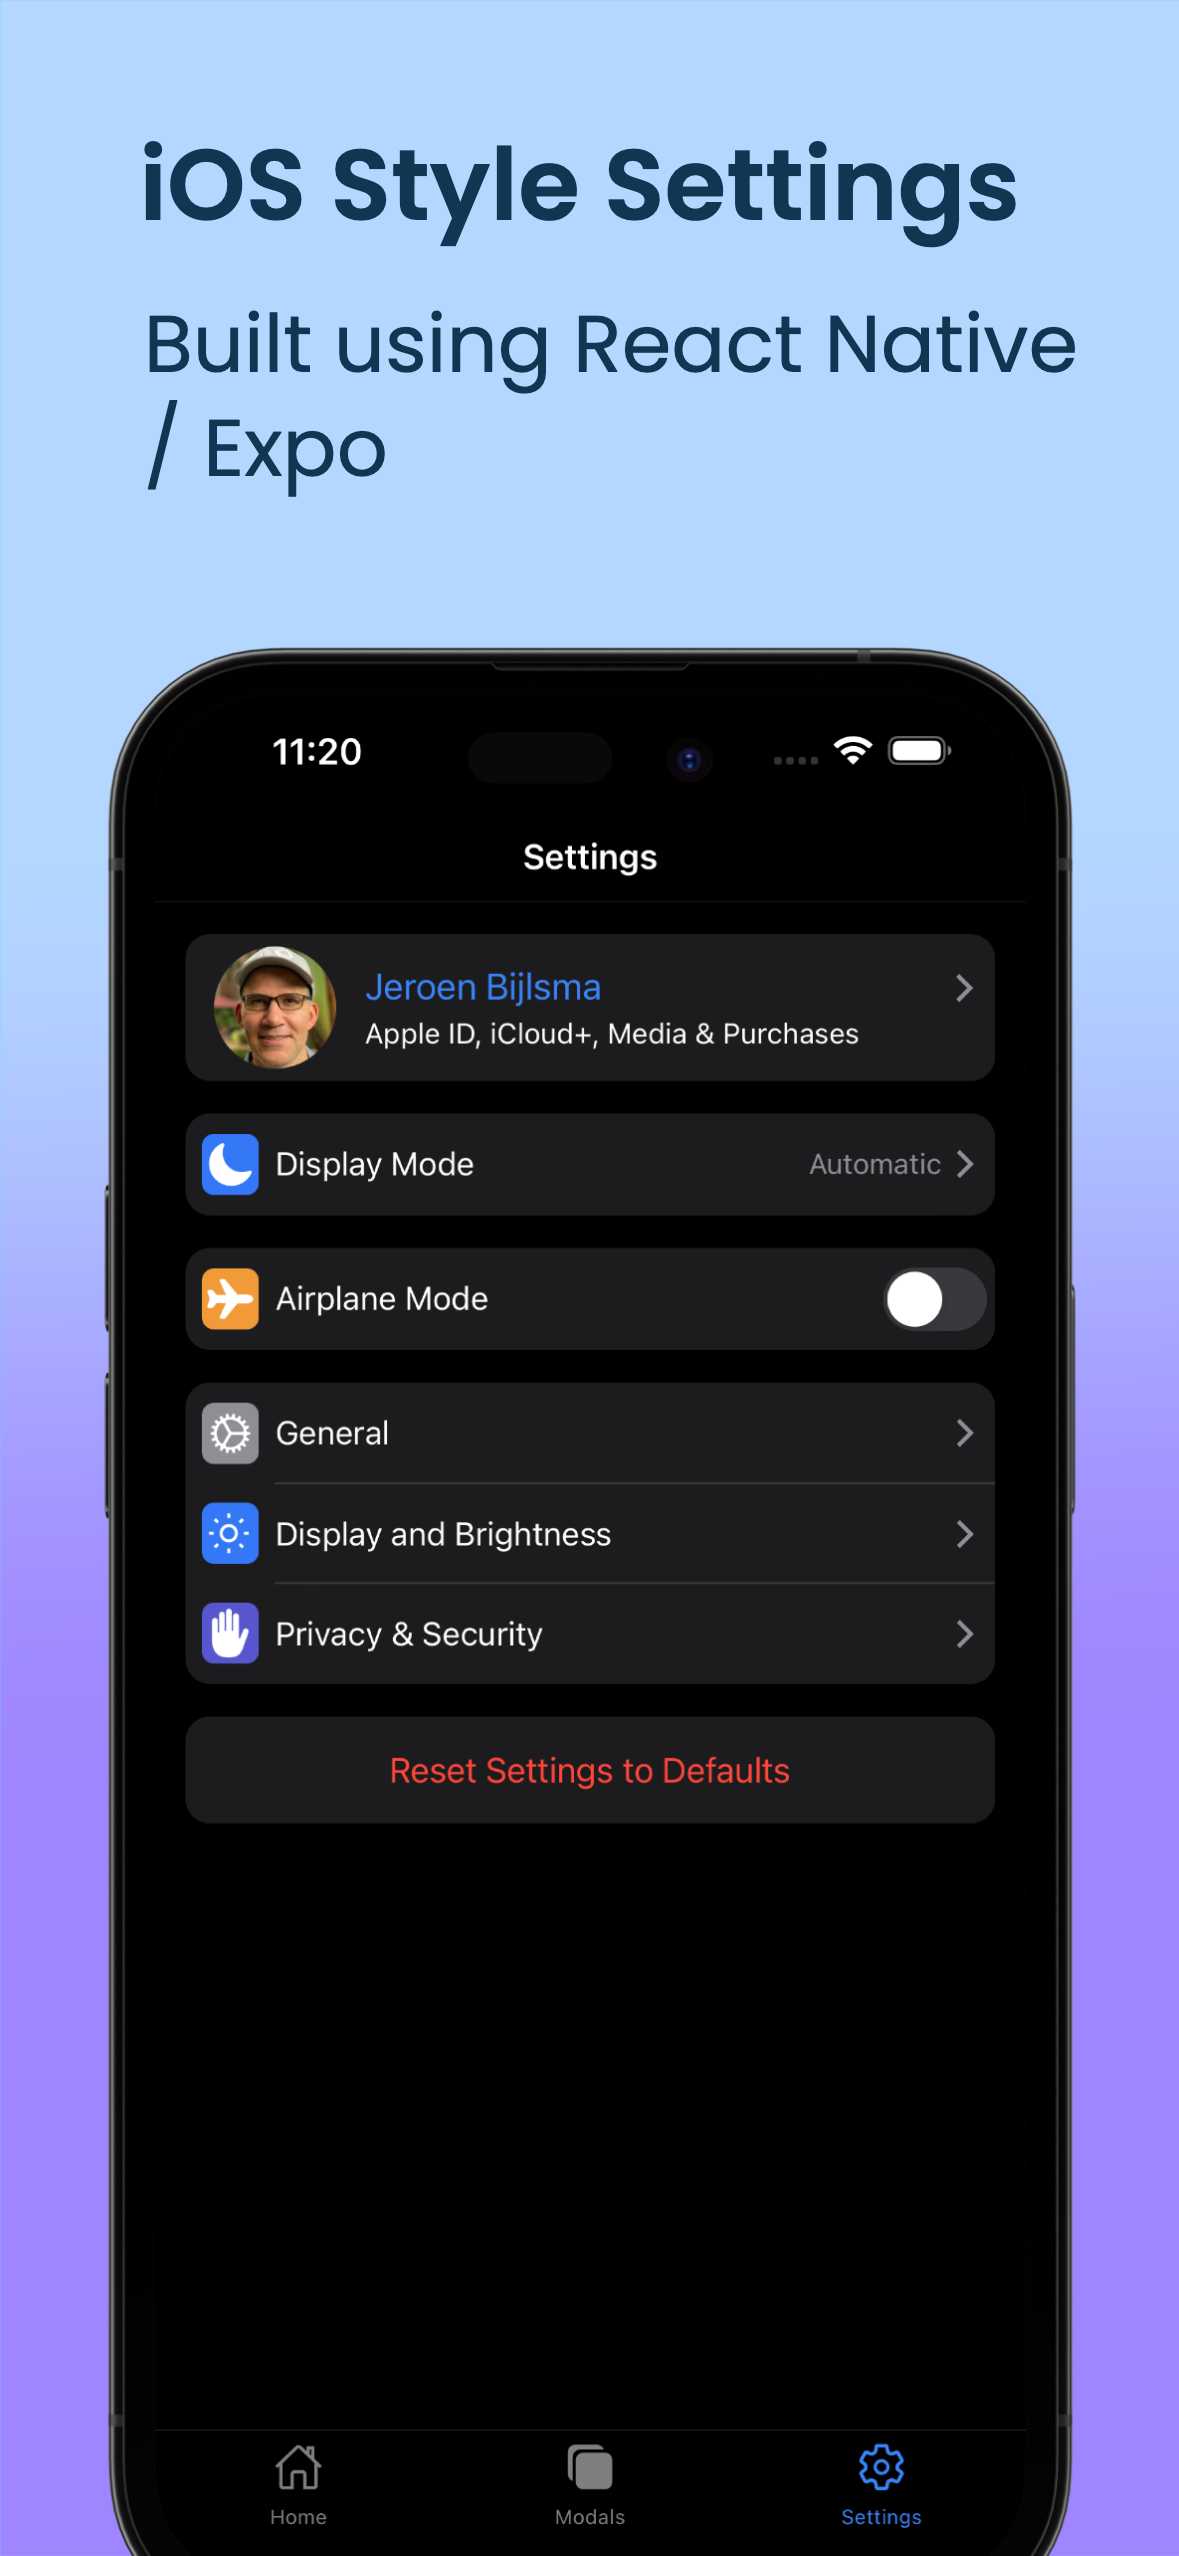 iOS Style Settings
Built using React Native
/ Expo
11:20
Settings
Jeroen Bijlsma
Apple ID, iCloud+, Media & Purchases
Display Mode
Automatic
Airplane Mode
General
Display and Brightness
Privacy & Security
Reset Settings to Defaults
Home
Modals
Settings